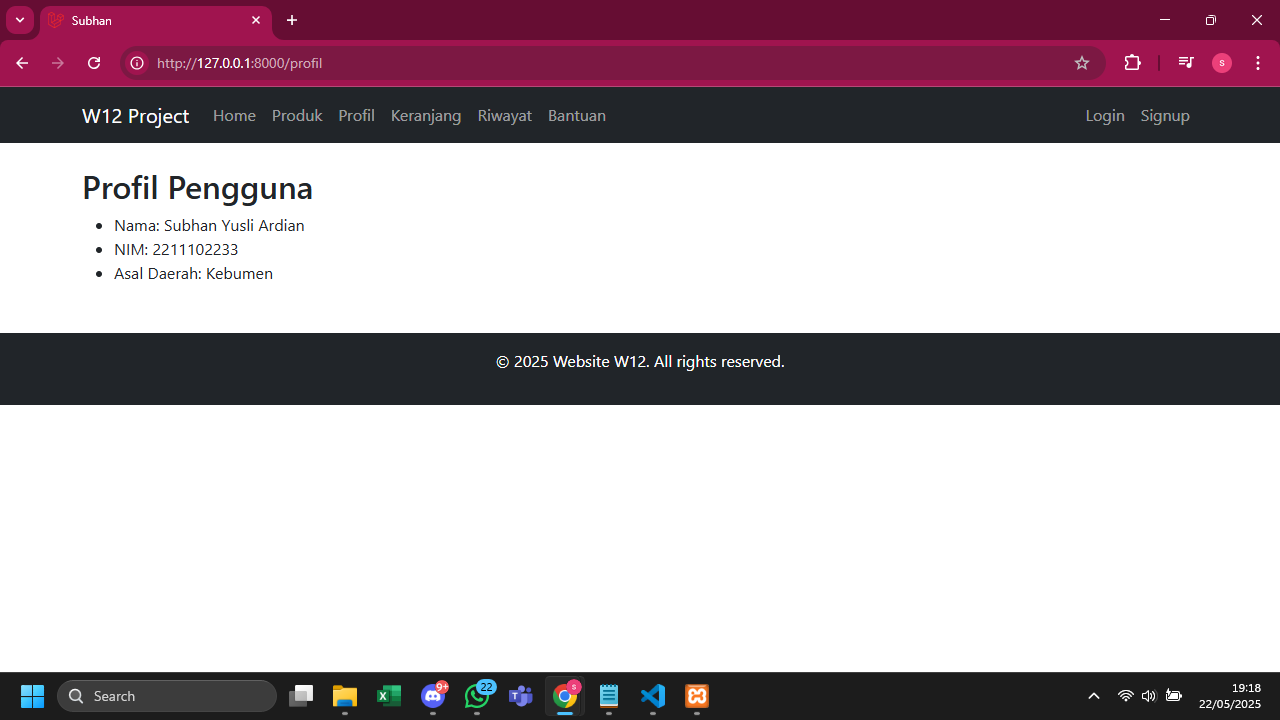 Subhan
http://127.0.0.1:8000/profil
S
W12 Project Home Produk Profil Keranjang Riwayat Bantuan Login Signup
Profil Pengguna
Nama: Subhan Yusli Ardian
NIM: 2211102233
Asal Daerah: Kebumen
© 2025 Website W12. All rights reserved.
Search
9+
22
S
19:18
22/05/2025